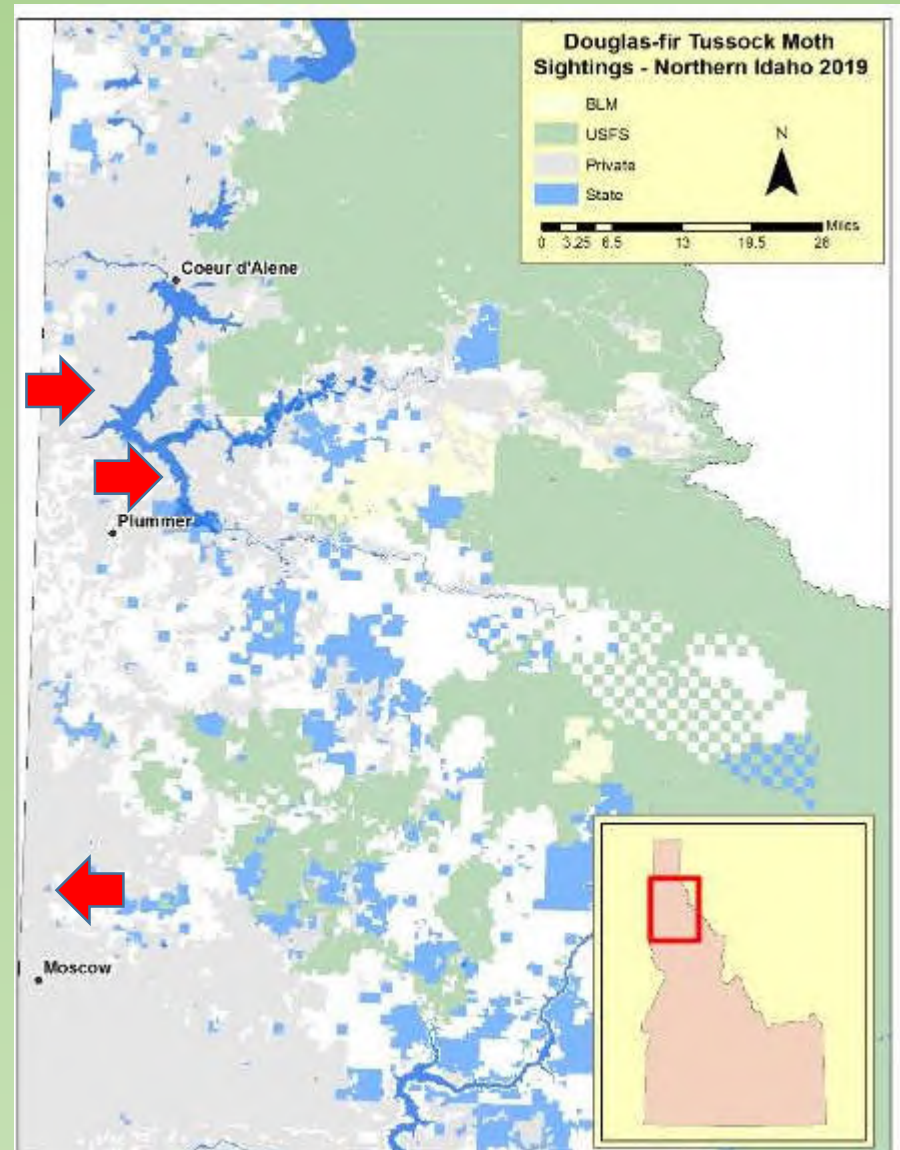 Douglas-fir Tussock Moth
Sightings - Northern Idaho 2019
BLM
USFS
Private
State
N
Miles
0 3.25 6.5 13 19.5 26
Coeur d'Alene
Plummer
Moscow